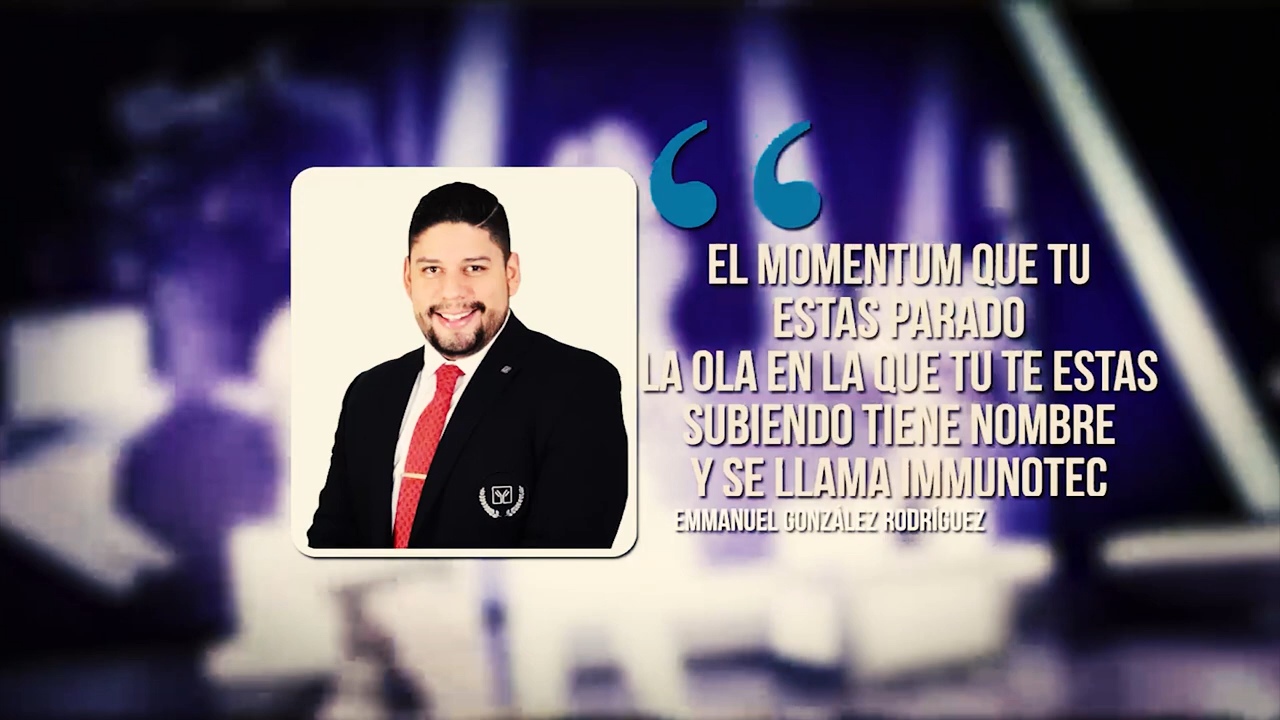 “
EL MOMENTUM QUE TU
ESTAS PARADO
LA OLA EN LA QUE TU TE ESTAS
SUBIENDO TIENE NOMBRE
Y SE LLAMA IMMUNOTEC
EMMANUEL GONZÁLEZ RODRÍGUEZ